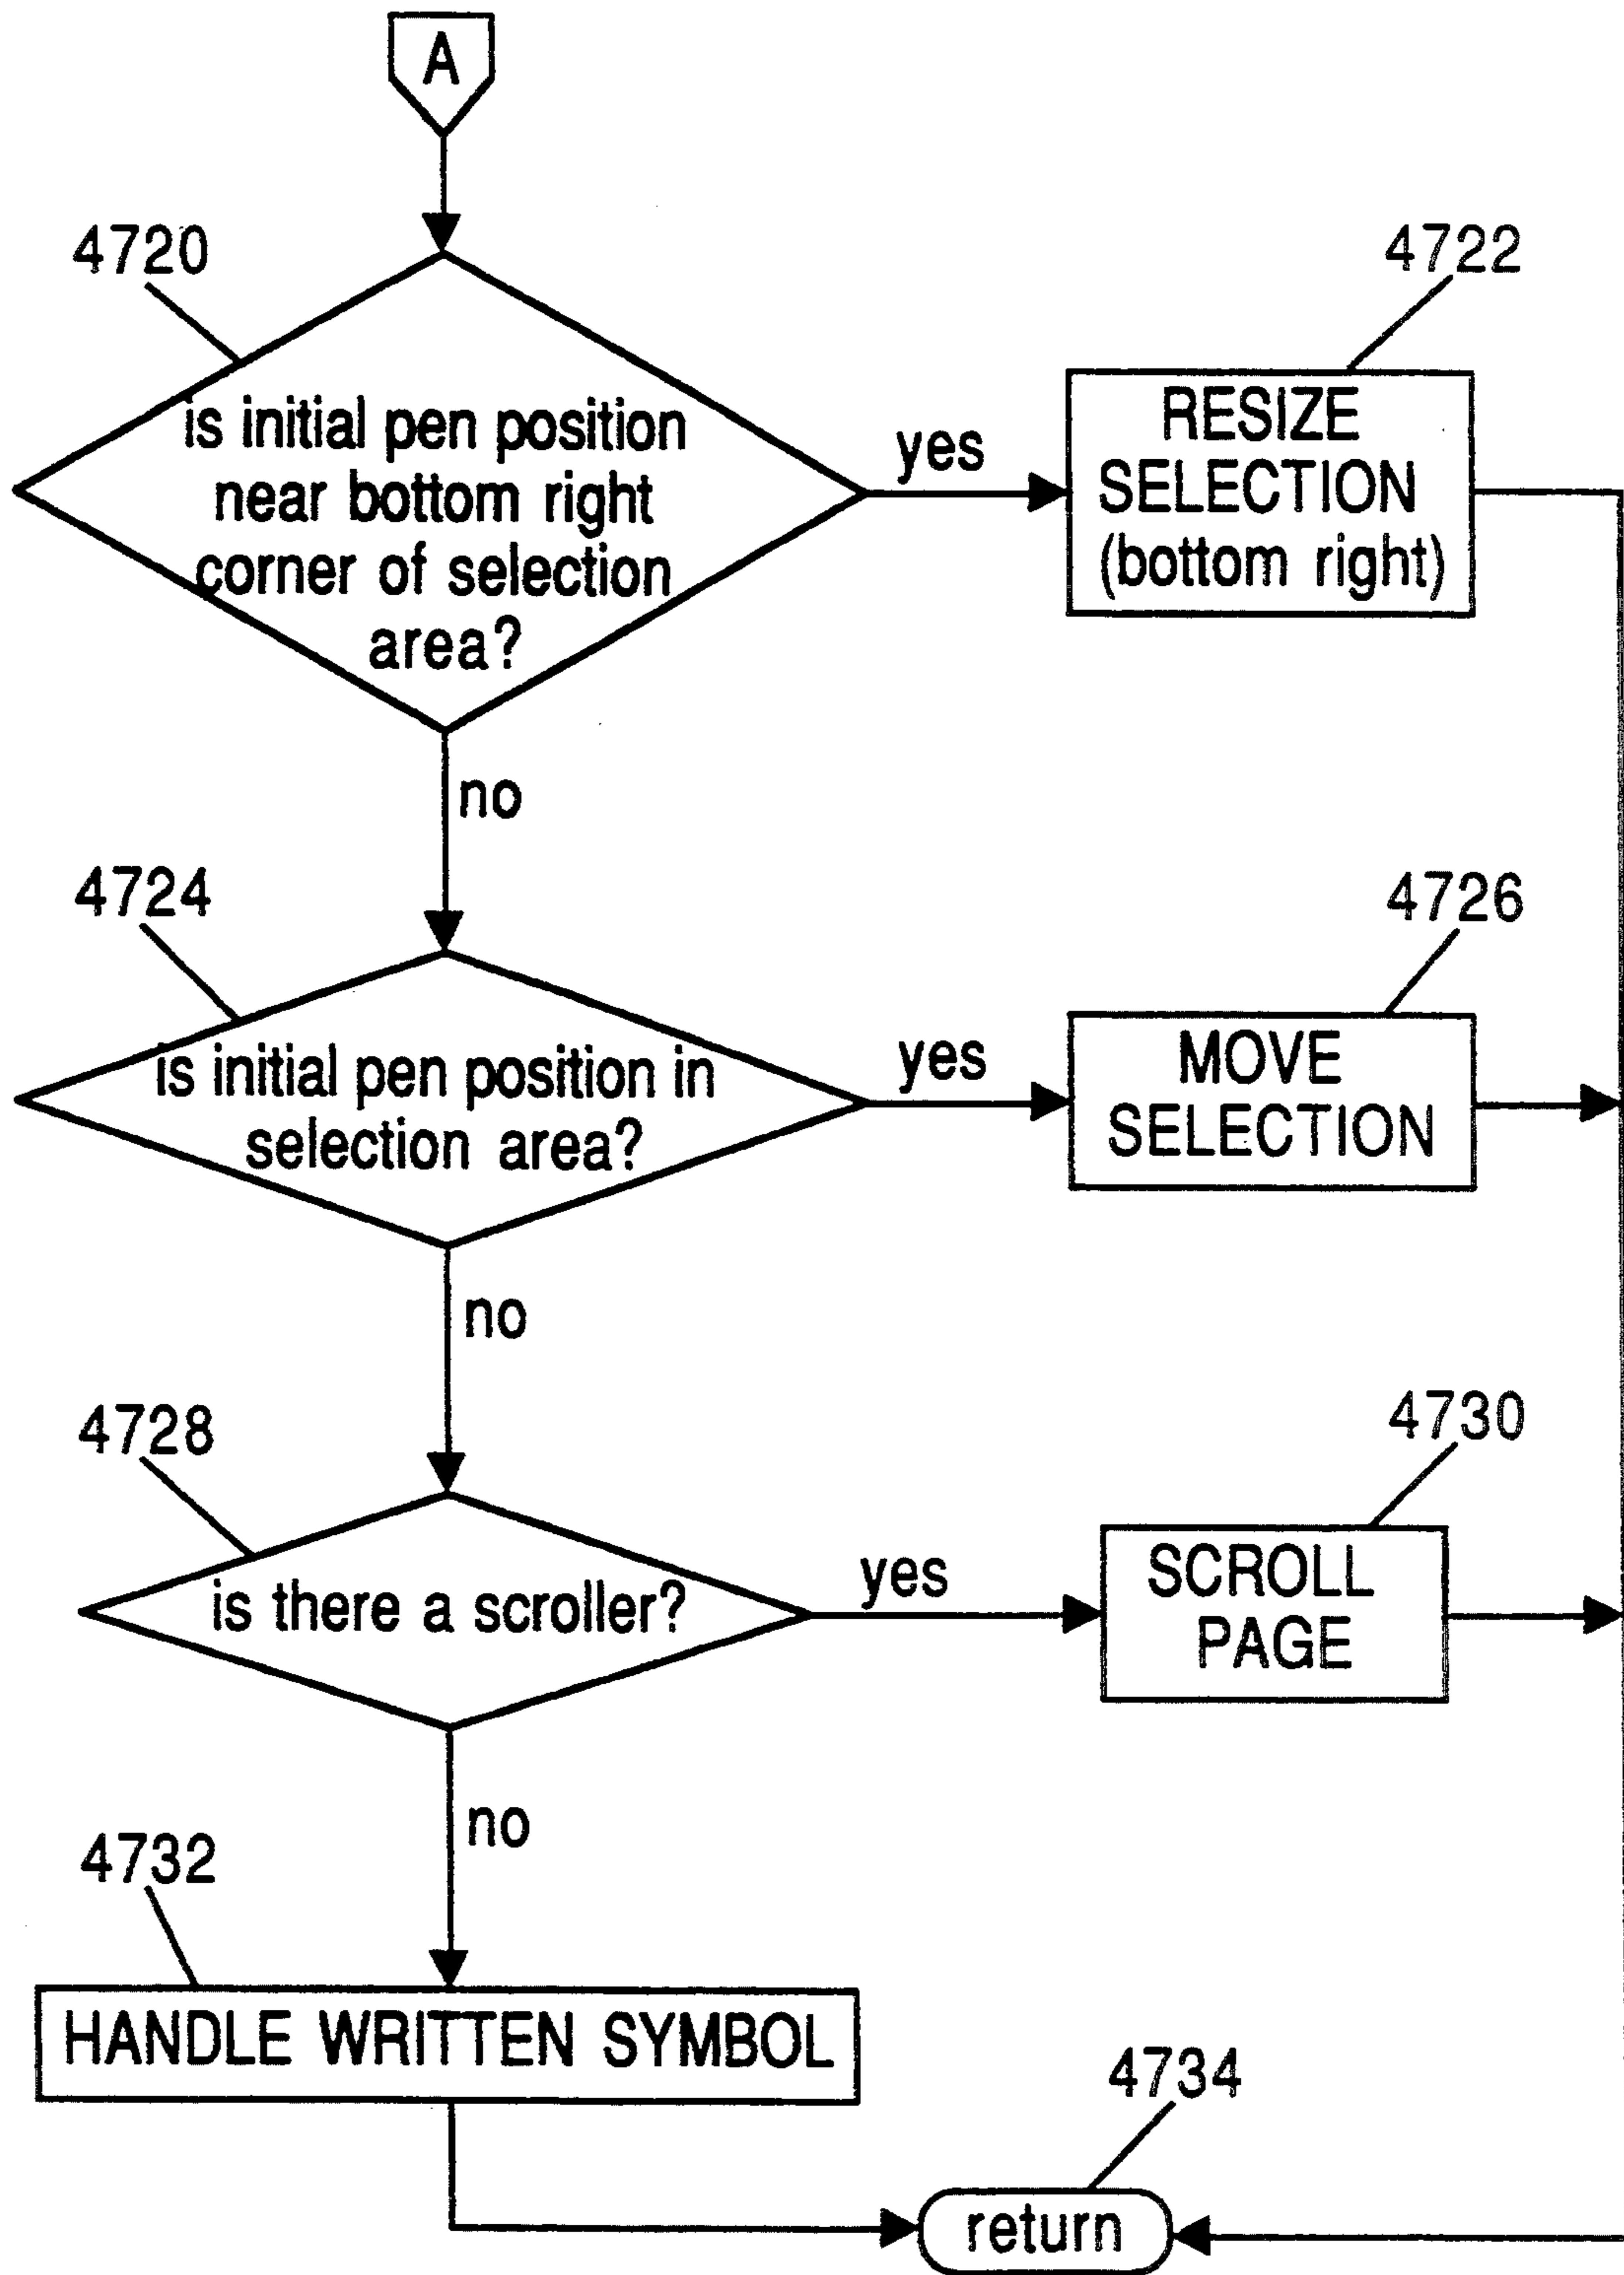 A
4720
is initial pen position
near bottom right
corner of selection
area?
yes
4722
RESIZE
SELECTION
(bottom right)
no
4724
is initial pen position in
selection area?
yes
4726
MOVE
SELECTION
no
4728
is there a scroller?
yes
4730
SCROLL
PAGE
no
4732
HANDLE WRITTEN SYMBOL
4734
return